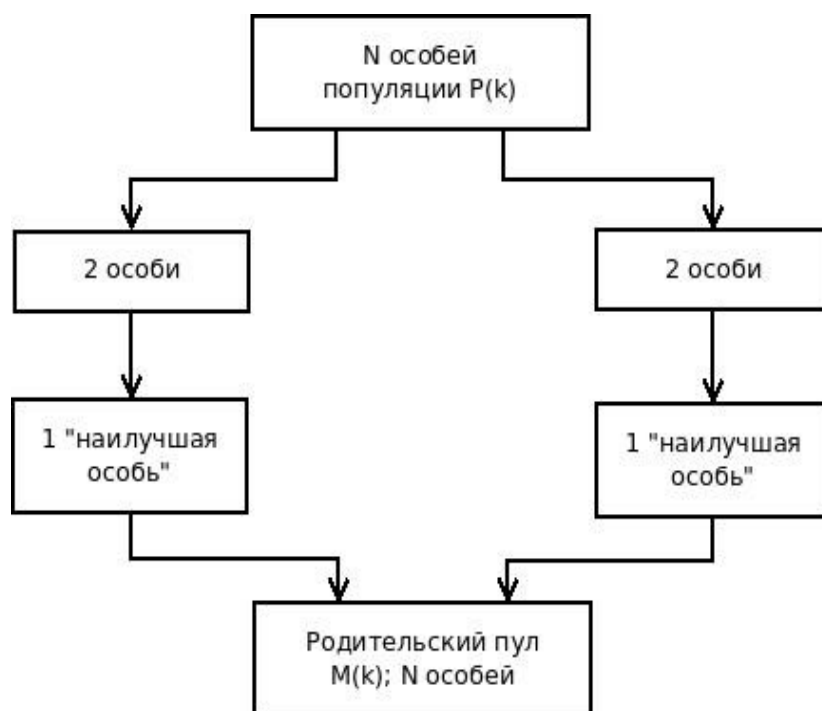 N особей
популяции P(k)
2 особи
2 особи
1 "наилучшая
особь"
1 "наилучшая
особь"
Родительский пул
M(k); N особей